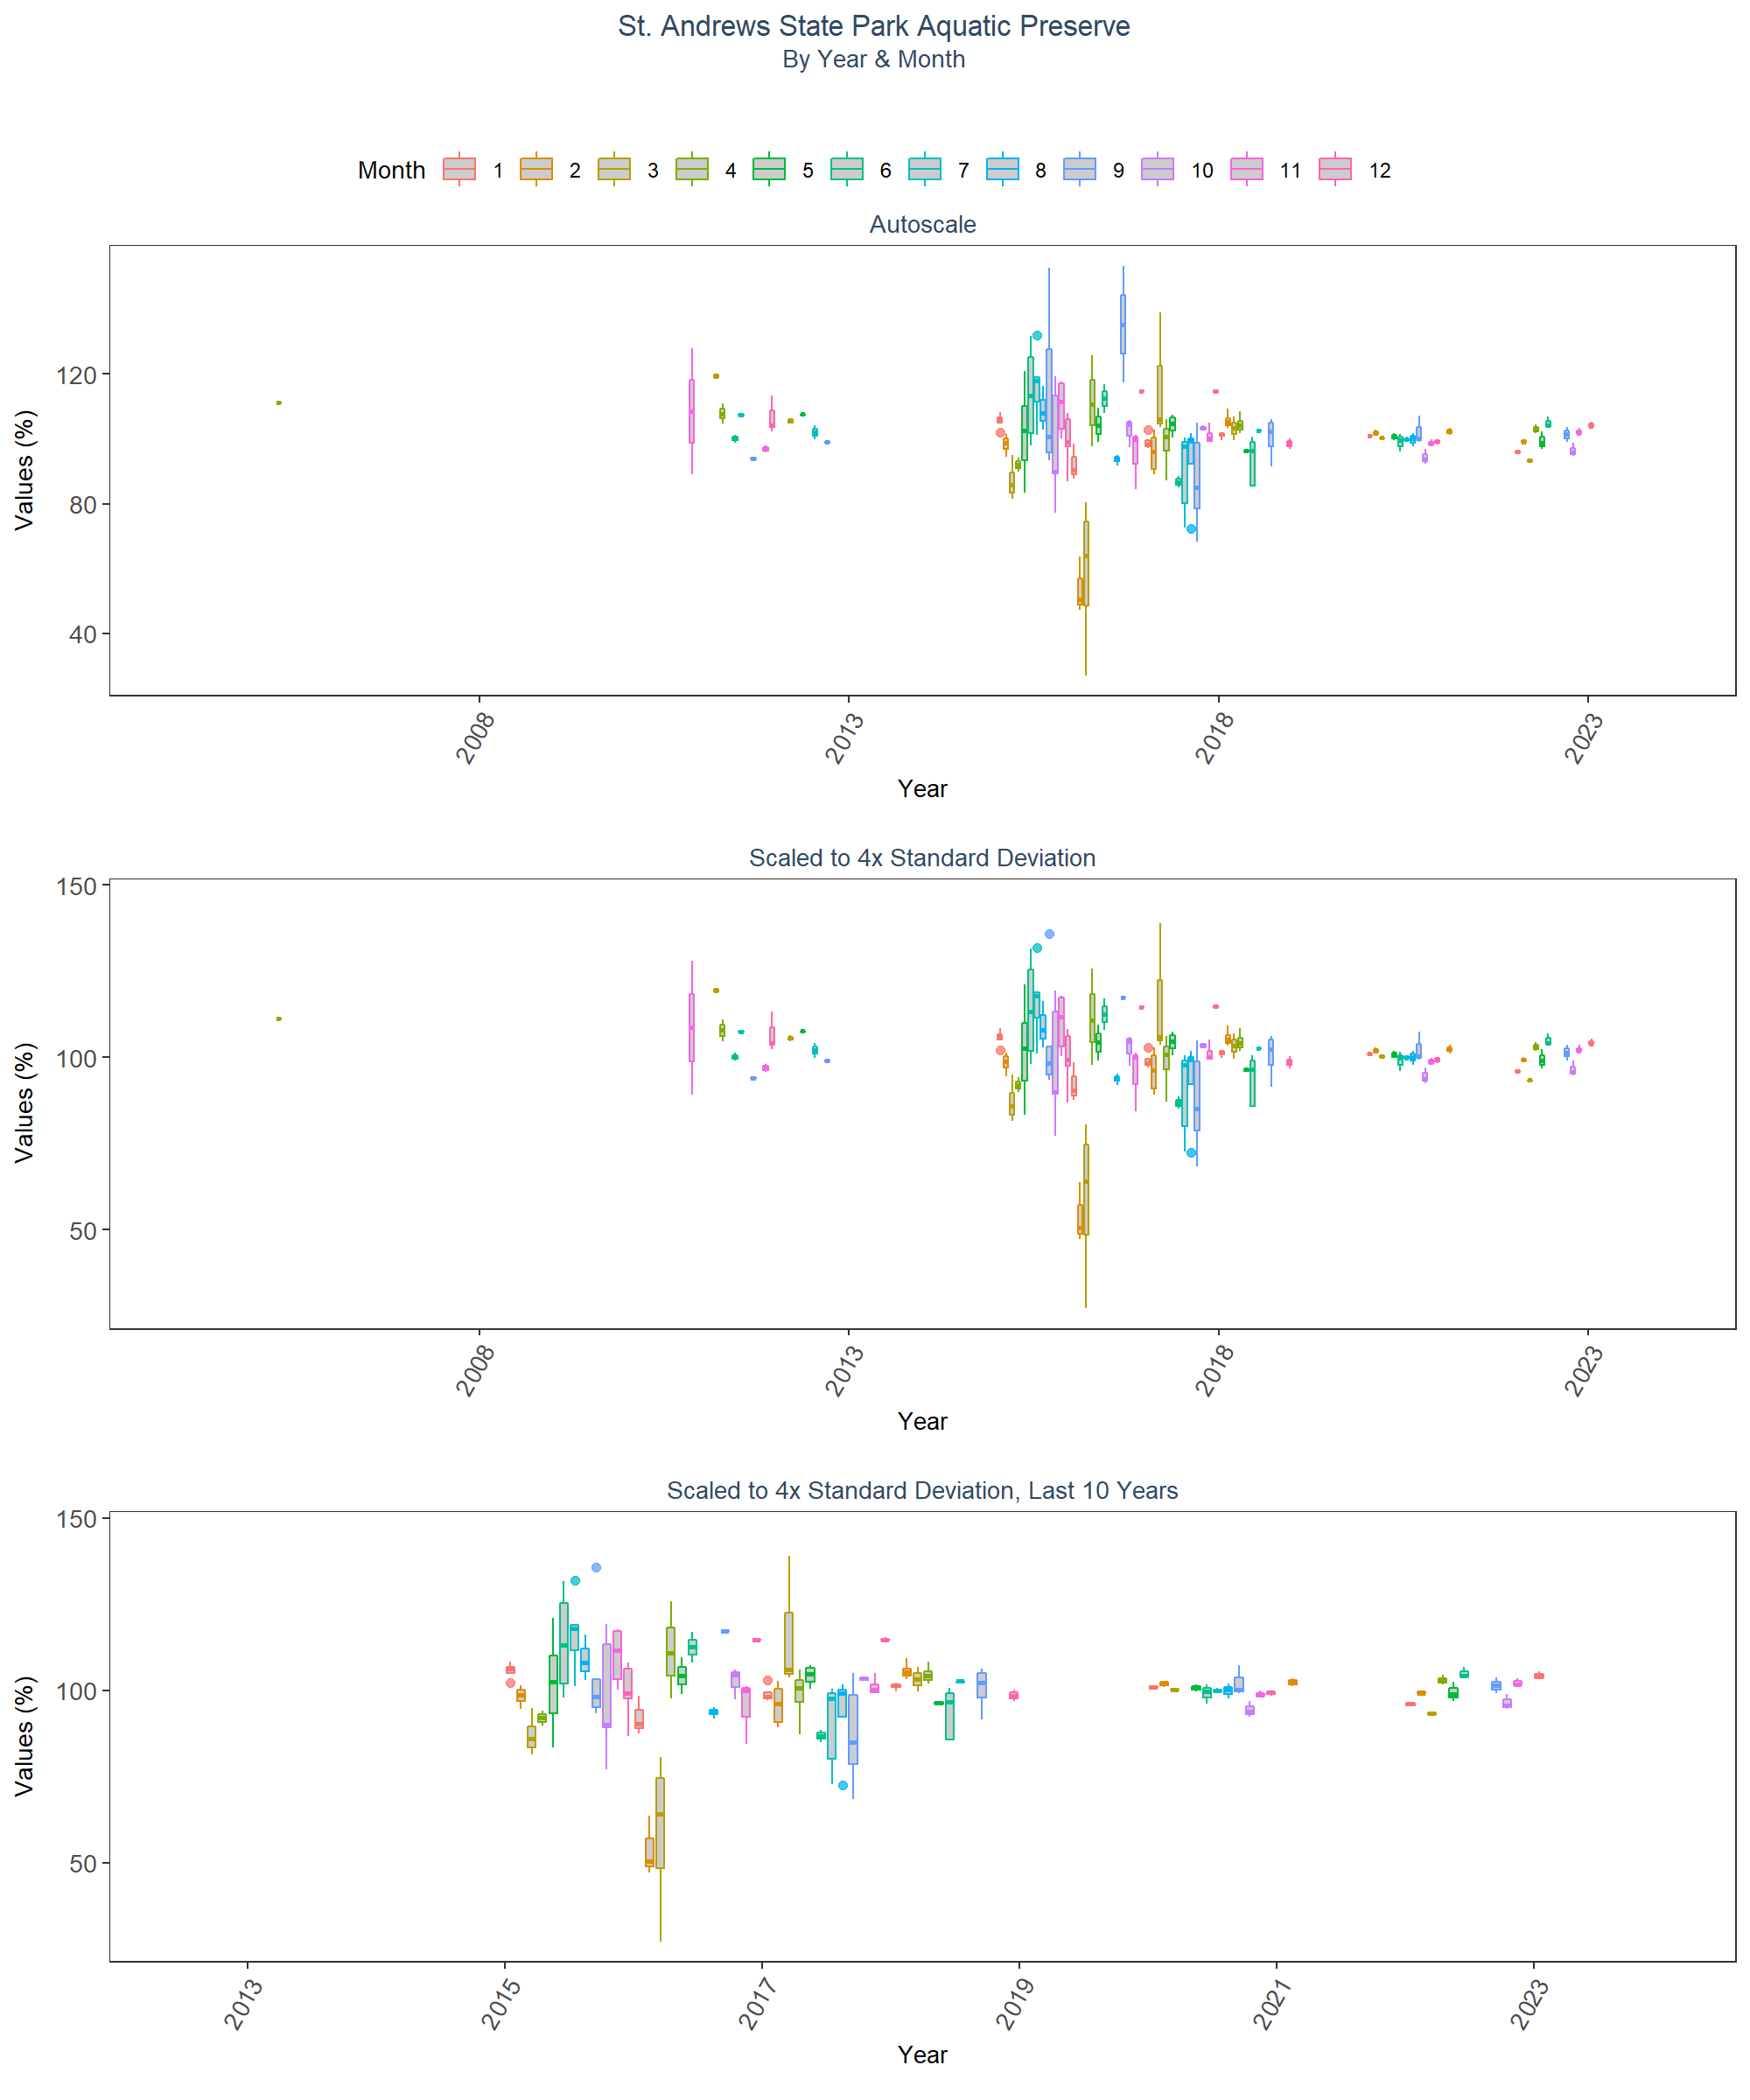 St. Andrews State Park Aquatic Preserve
By Year & Month
Month 1 2 3 4 5 6 7 8 9 10 11 12
Autoscale
120
80
40
Values (%)
2008 2013 2018 2023
Year
Scaled to 4x Standard Deviation
150
100
50
Values (%)
2008 2013 2018 2023
Year
Scaled to 4x Standard Deviation, Last 10 Years
150
100
50
Values (%)
2013 2015 2017 2019 2021 2023
Year